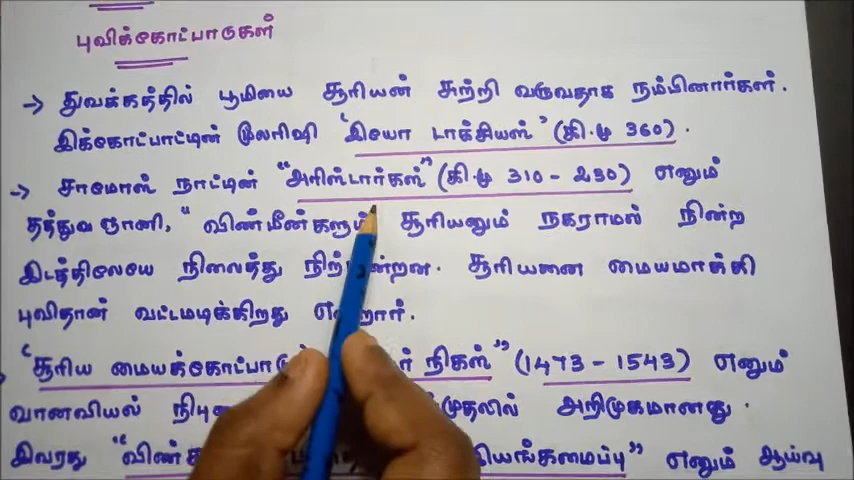 புவிக்கோட்பாடுகள்
→ துவக்கத்தில் பூமியை சூரியன் சுற்றி வருவதாக நம்பினார்கள்.
இக்கோட்பாட்டின் மூலரிஷி 'இயோ டாக்சியஸ்' (கி.மு 360).
→ சாமோஸ் நாட்டின் "அரிஸ்டார்கஸ்" (கி.மு 310 - 230) எனும்
தத்துவ ஞானி, " விண்மீன்களும் சூரியனும் நகராமல் நின்ற
இடத்திலேயே நிலைத்து சூரியனை மையமாக்கி
புவிதான் வட்டமடிக்கிறது என்றார்.
'சூரிய நிகஸ்" (1473 - 1543) எனும்
வானவியல் அறிமுகமானது.
இவரது எனும் ஆய்வு